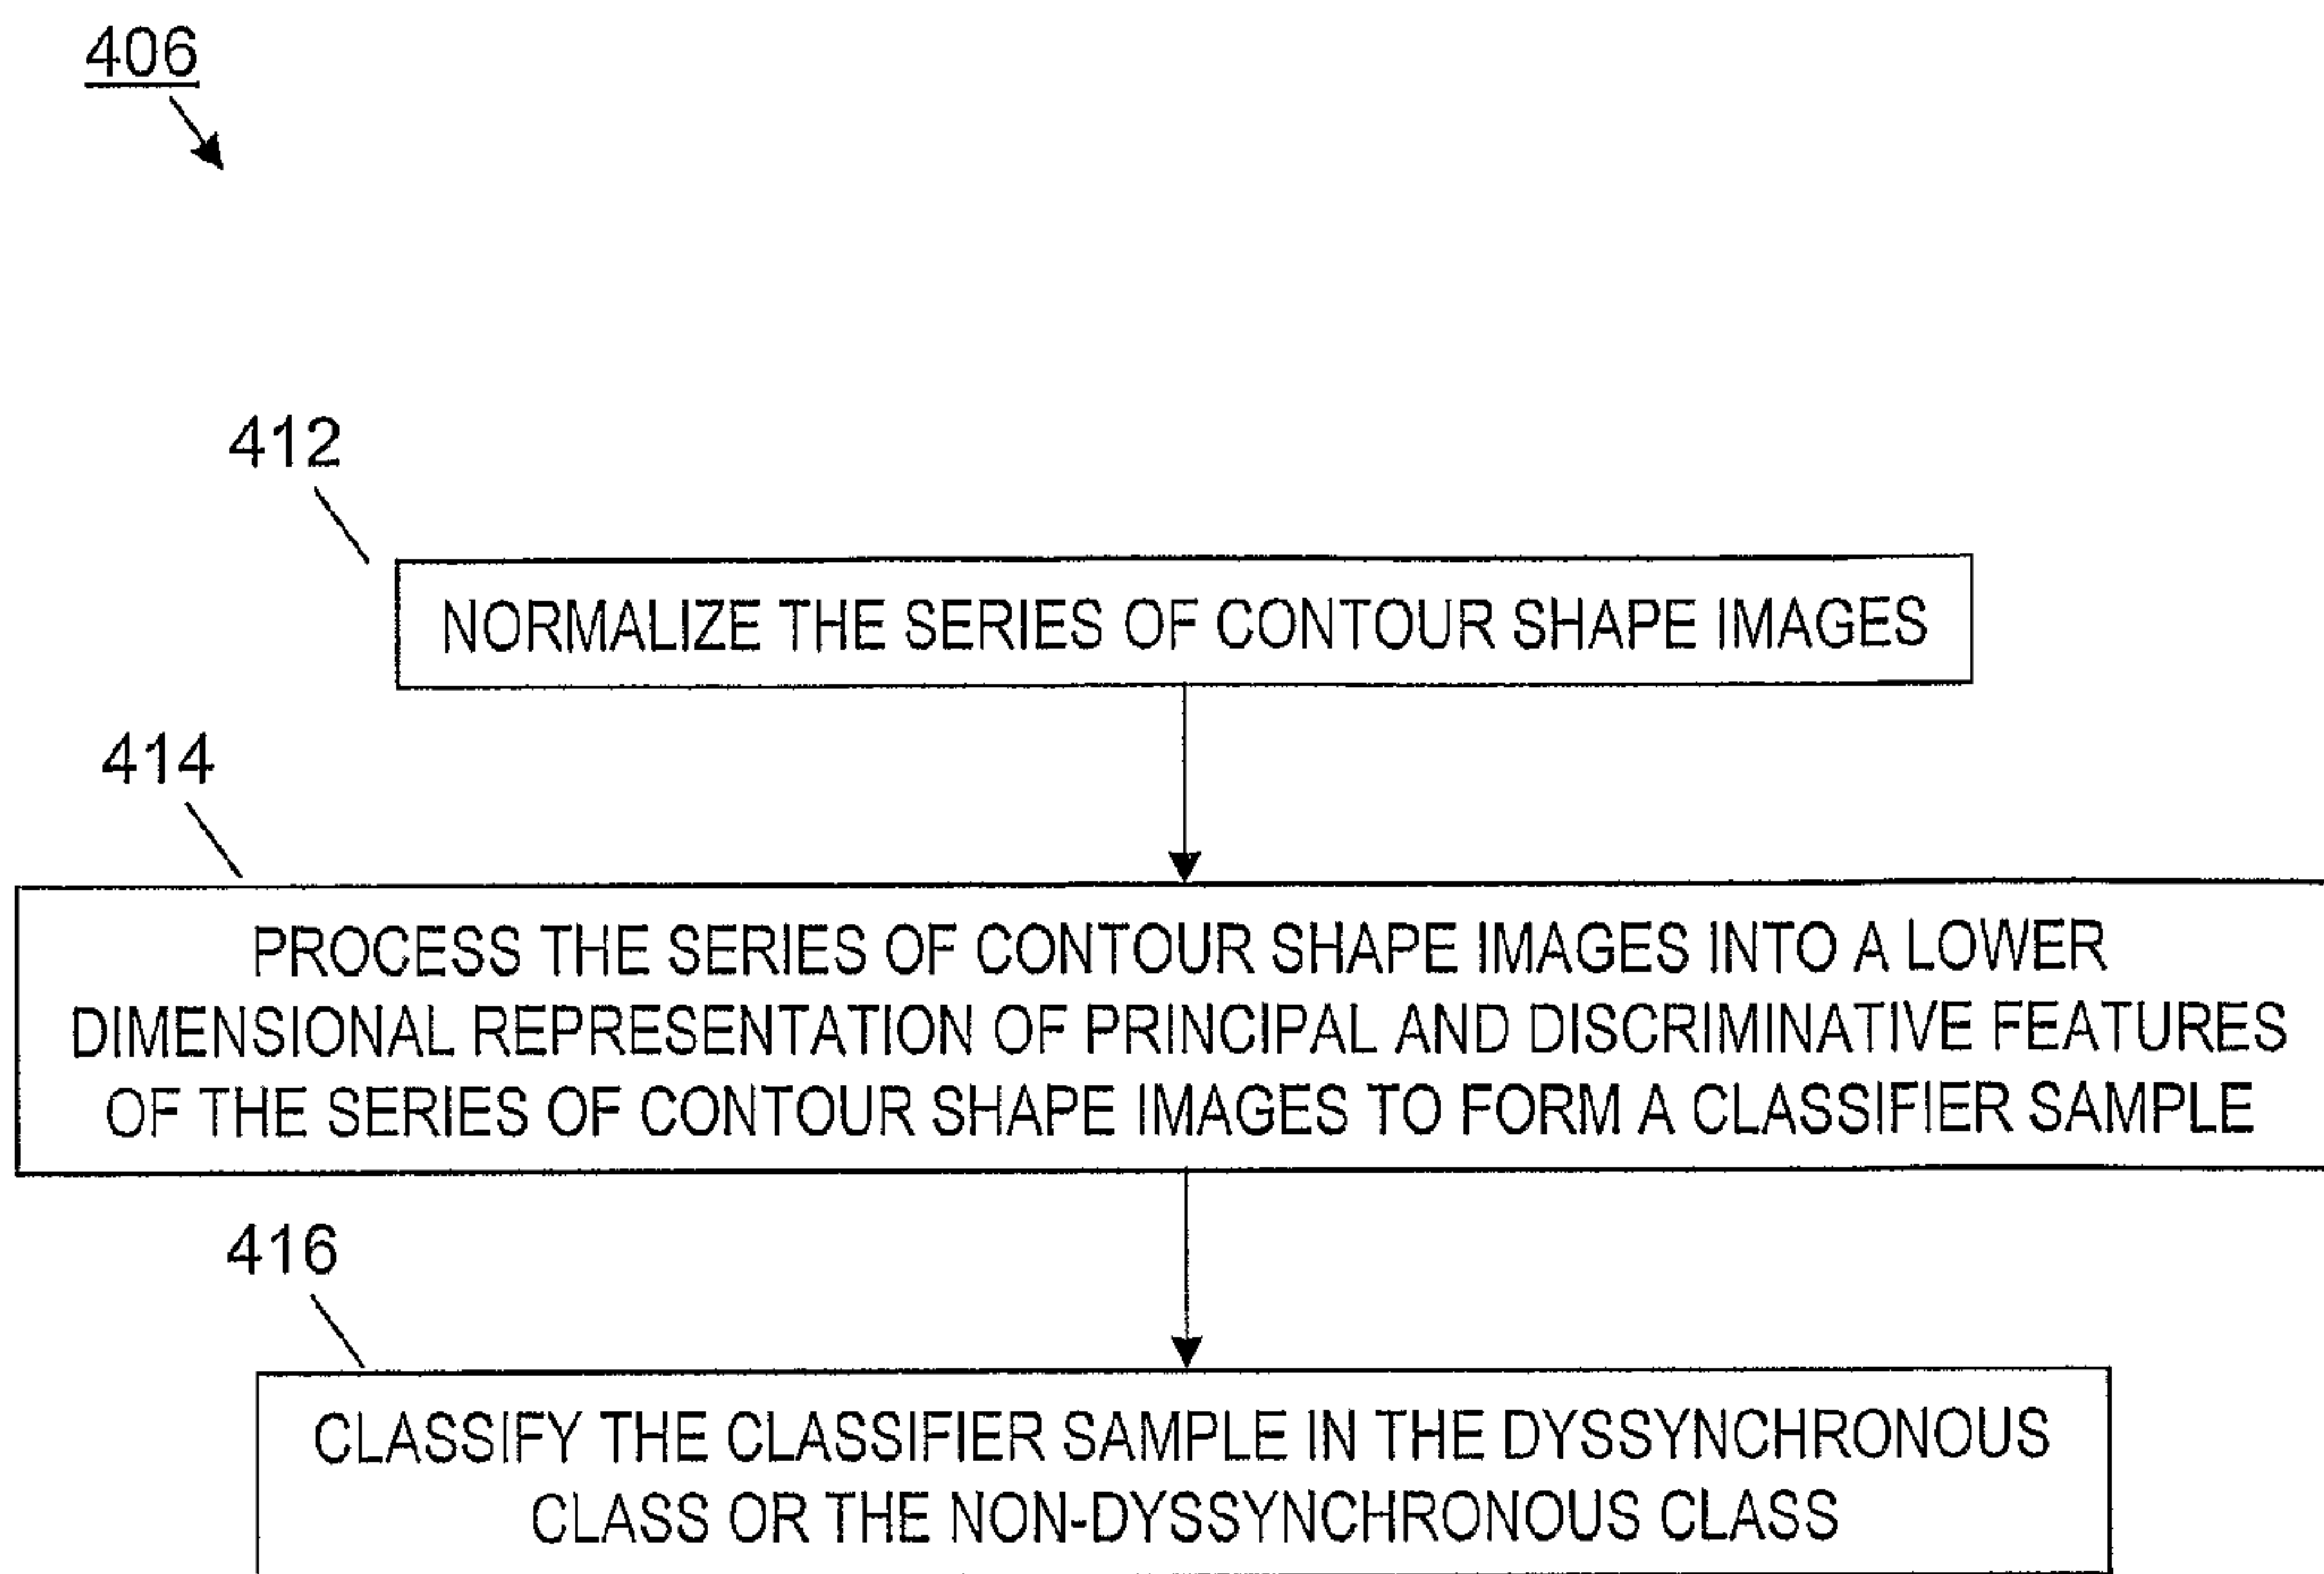 406
412
NORMALIZE THE SERIES OF CONTOUR SHAPE IMAGES
414
PROCESS THE SERIES OF CONTOUR SHAPE IMAGES INTO A LOWER
DIMENSIONAL REPRESENTATION OF PRINCIPAL AND DISCRIMINATIVE FEATURES
OF THE SERIES OF CONTOUR SHAPE IMAGES TO FORM A CLASSIFIER SAMPLE
416
CLASSIFY THE CLASSIFIER SAMPLE IN THE DYSSYNCHRONOUS
CLASS OR THE NON-DYSSYNCHRONOUS CLASS